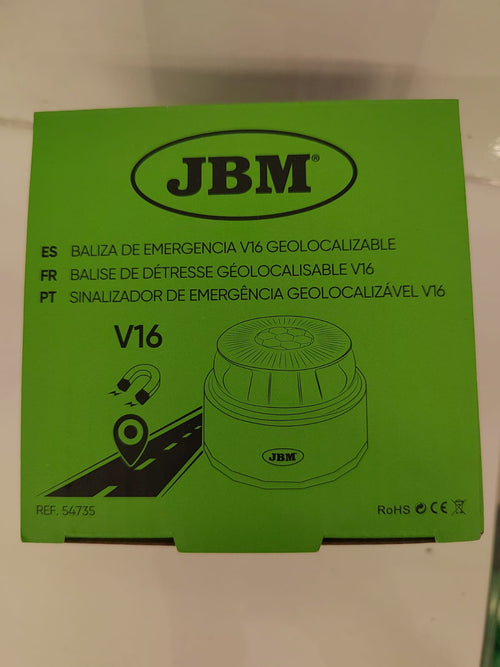 JBM®
ES BALIZA DE EMERGENCIA V16 GEOLOCALIZABLE
FR BALISE DE DÉTRESSE GÉOLOCALISABLE V16
PT SINALIZADOR DE EMERGÊNCIA GEOLOCALIZÁVEL V16
V16
JBM
REF. 54735
RoHS CE